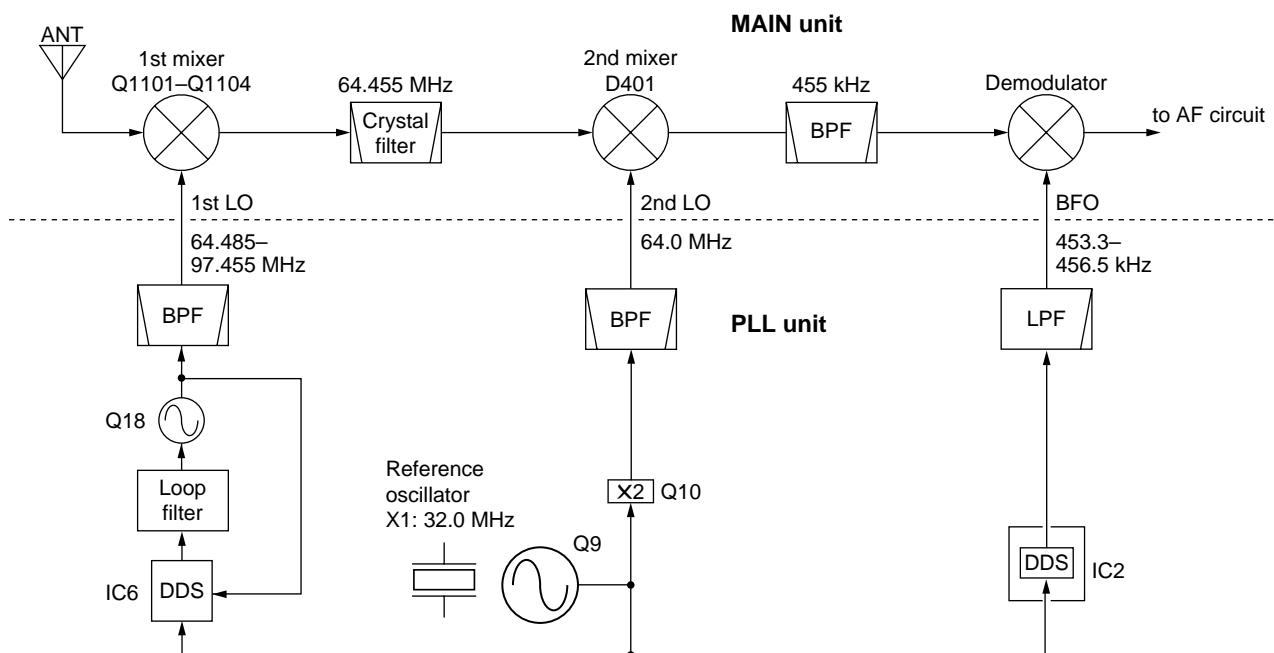 MAIN unit
ANT
1st mixer
Q1101–Q1104
64.455 MHz
Crystal
filter
2nd mixer
D401
455 kHz
BPF
Demodulator
to AF circuit
1st LO
2nd LO
BFO
64.485–
97.455 MHz
64.0 MHz
453.3–
456.5 kHz
BPF
BPF
PLL unit
LPF
Q18
Loop
filter
Reference
oscillator
X1: 32.0 MHz
X2
Q10
Q9
IC6
DDS
DDS
IC2